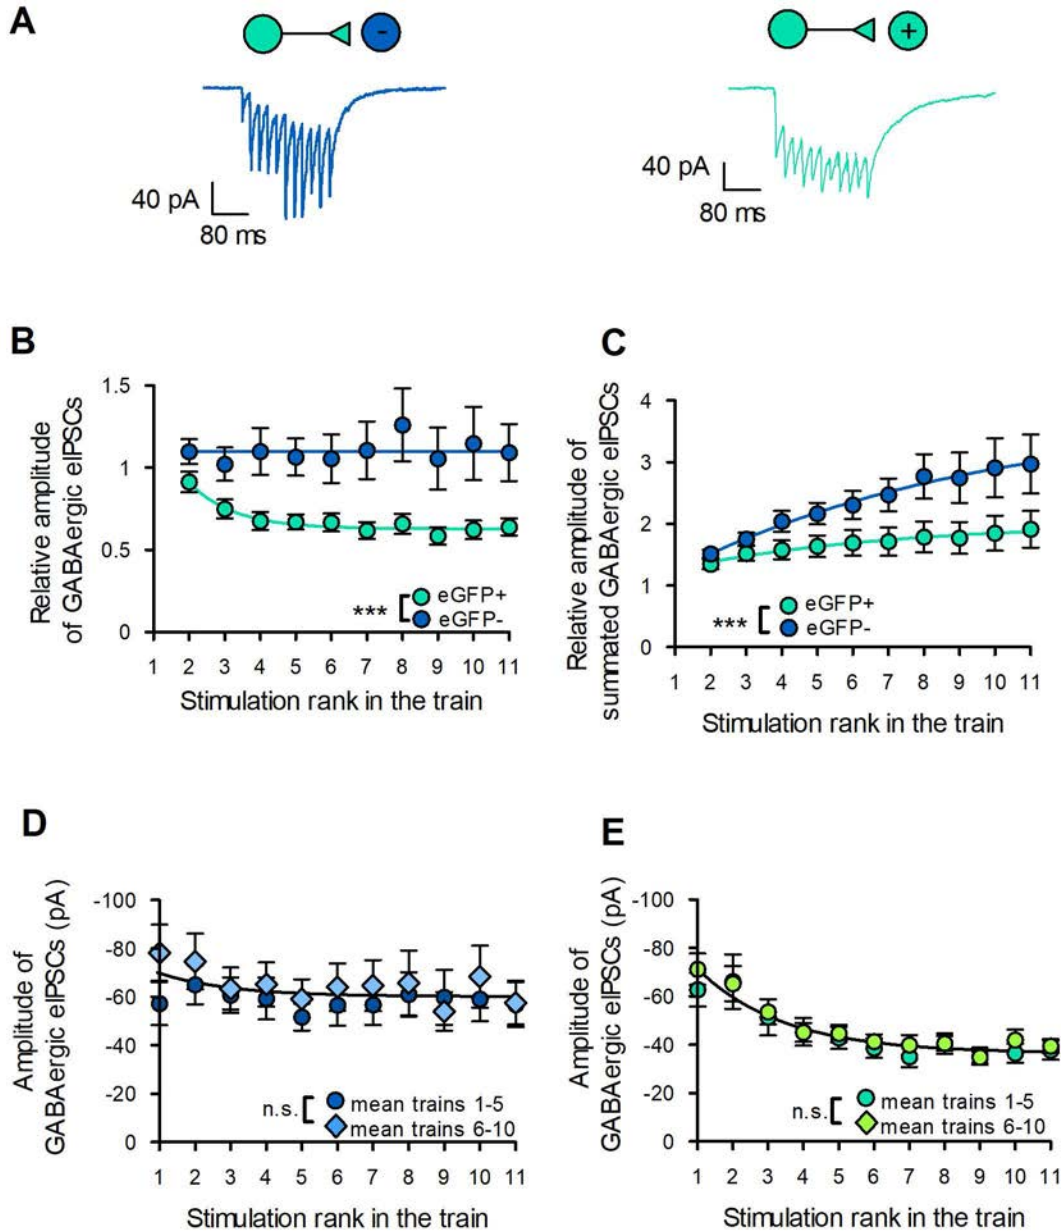 A
-
+
40 pA
80 ms
40 pA
80 ms
B
Relative amplitude
of GABAergic eIPSCs
1.5
1
0.5
0
*** eGFP+
eGFP-
1 2 3 4 5 6 7 8 9 10 11
Stimulation rank in the train
C
Relative amplitude of
summated GABAergic eIPSCs
4
3
2
1
0
*** eGFP+
eGFP-
1 2 3 4 5 6 7 8 9 10 11
Stimulation rank in the train
D
Amplitude of
GABAergic eIPSCs (pA)
-100
-80
-60
-40
-20
0
n.s. mean trains 1-5
mean trains 6-10
1 2 3 4 5 6 7 8 9 10 11
Stimulation rank in the train
E
Amplitude of
GABAergic eIPSCs (pA)
-100
-80
-60
-40
-20
0
n.s. mean trains 1-5
mean trains 6-10
1 2 3 4 5 6 7 8 9 10 11
Stimulation rank in the train